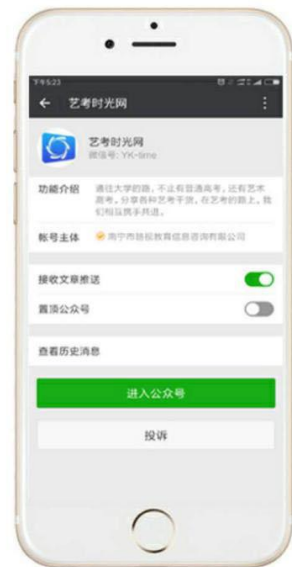 下午5:23
艺考时光网
艺考时光网
微信号: YK-time
功能介绍
通往大学的路,不止有普通高考,还有艺术
高考,分享各种艺考干货,在艺考的路上,我
们相以携手共进。
帐号主体
南宁市
教育信息咨询有限公司
接收文章推送
置顶公众号
查看历史消息
进入公众号
投诉